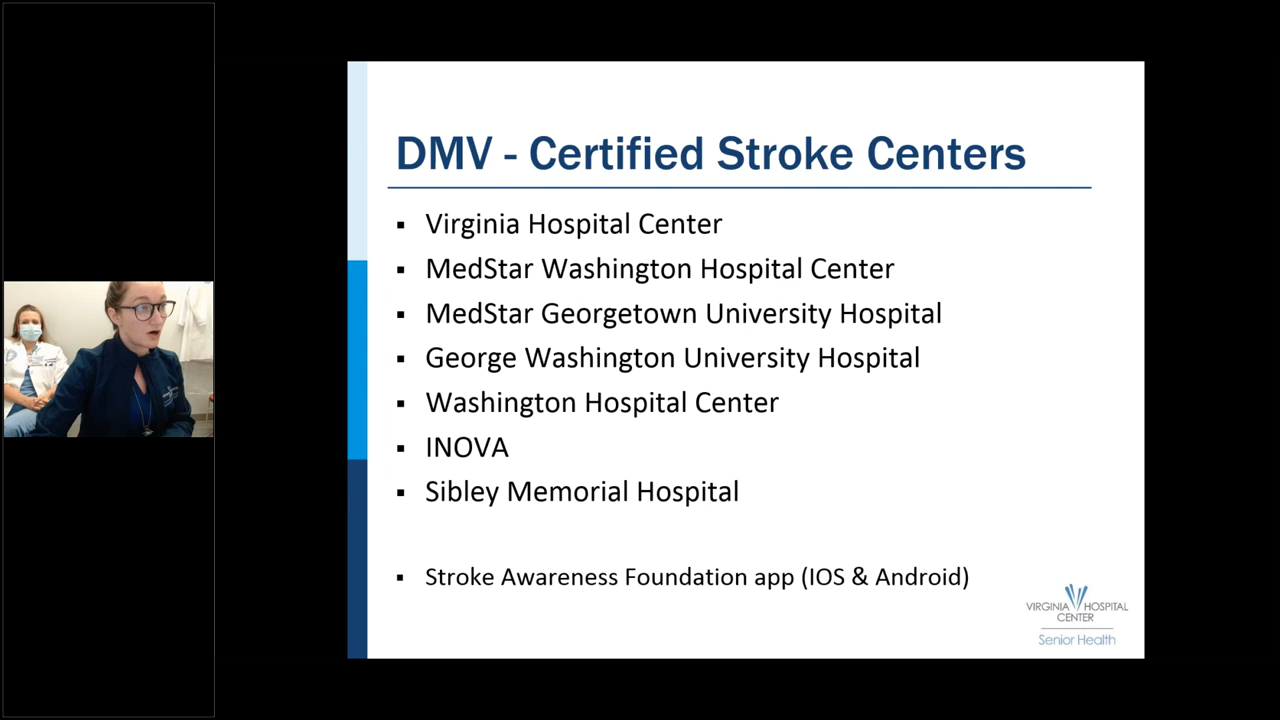 DMV - Certified Stroke Centers
▪ Virginia Hospital Center
▪ MedStar Washington Hospital Center
▪ MedStar Georgetown University Hospital
▪ George Washington University Hospital
▪ Washington Hospital Center
▪ INOVA
▪ Sibley Memorial Hospital
▪ Stroke Awareness Foundation app (IOS & Android)
VIRGINIA HOSPITAL
CENTER
Senior Health